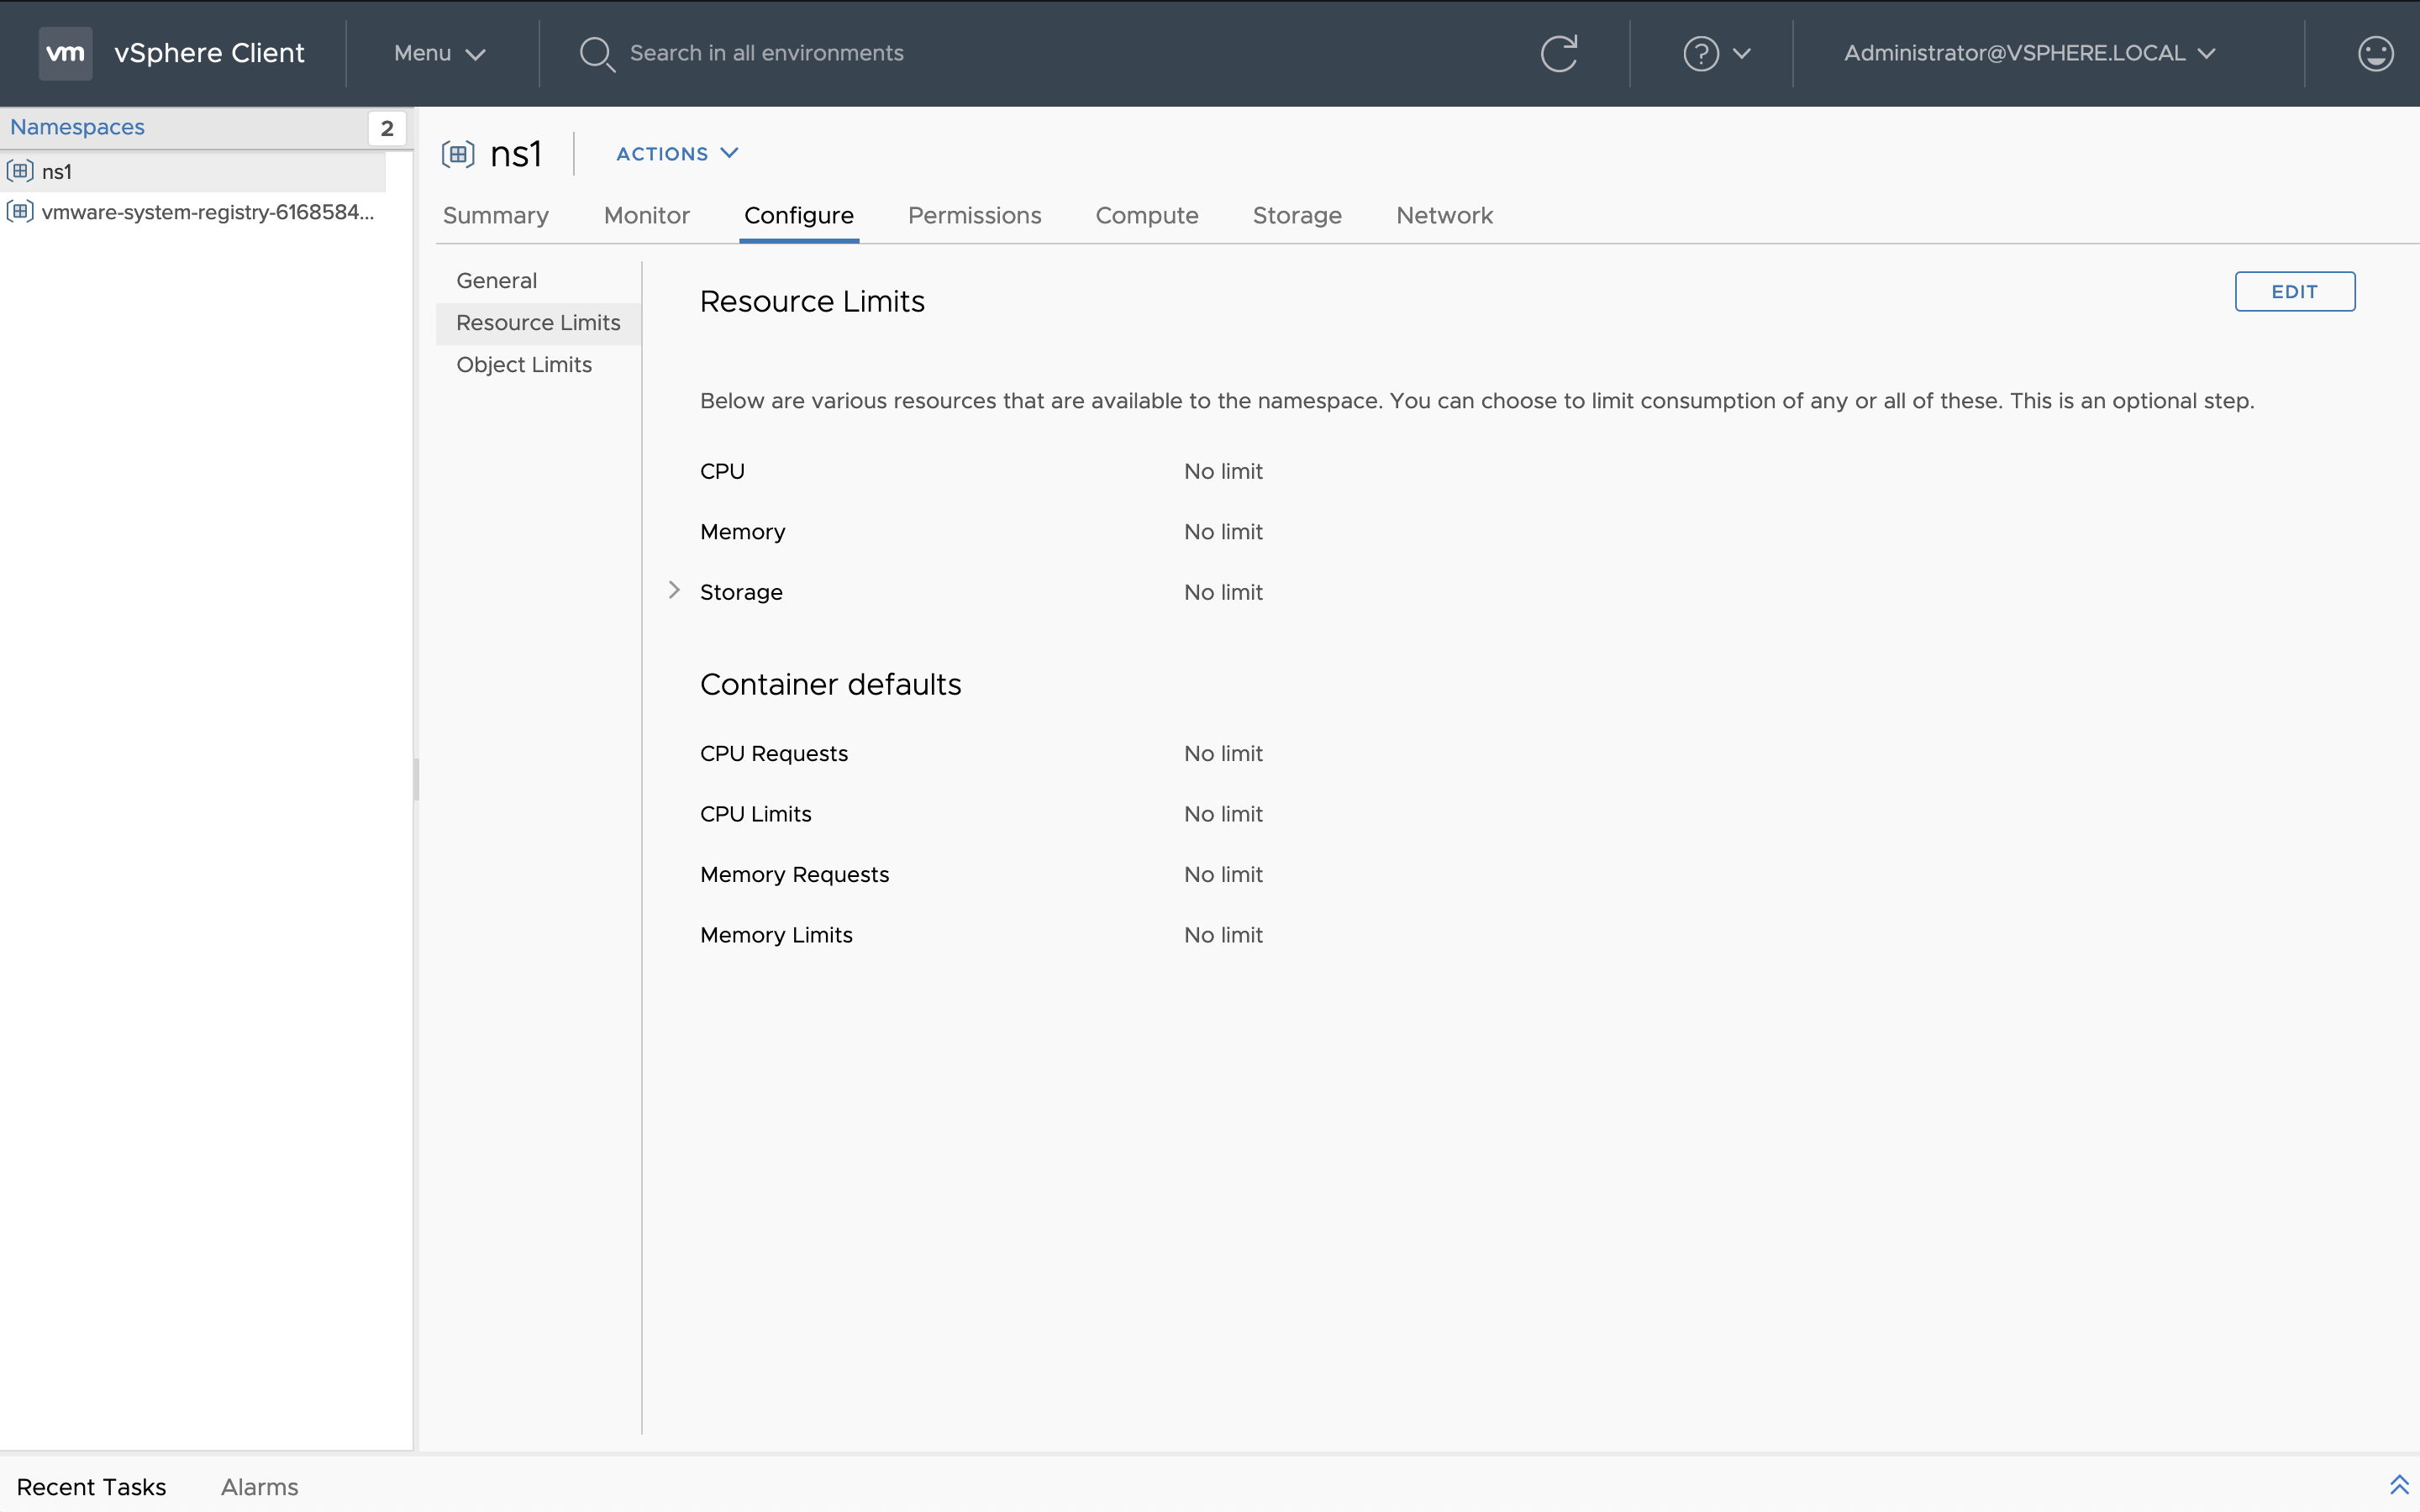 vm vSphere Client Menu Search in all environments ? Administrator@VSPHERE.LOCAL
Namespaces 2
ns1
vmware-system-registry-6168584...
ns1 ACTIONS
Summary Monitor Configure Permissions Compute Storage Network
General
Resource Limits
Object Limits
Resource Limits EDIT
Below are various resources that are available to the namespace. You can choose to limit consumption of any or all of these. This is an optional step.
CPU No limit
Memory No limit
Storage No limit
Container defaults
CPU Requests No limit
CPU Limits No limit
Memory Requests No limit
Memory Limits No limit
Recent Tasks Alarms